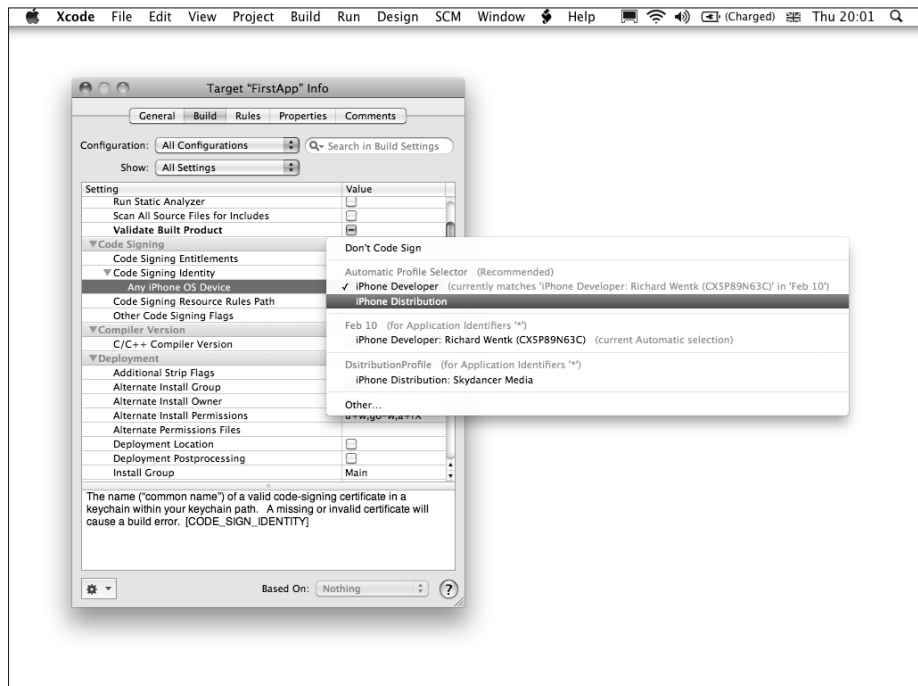 Xcode File Edit View Project Build Run Design SCM Window Help (Charged) Thu 20:01
Target "FirstApp" Info
General Build Rules Properties Comments
Configuration: All Configurations Search in Build Settings
Show: All Settings
Setting Value
Run Static Analyzer
Scan All Source Files for Includes
Validate Built Product
Code Signing
Code Signing Entitlements
Code Signing Identity
Any iPhone OS Device
Code Signing Resource Rules Path
Other Code Signing Flags
Compiler Version
C/C++ Compiler Version
Deployment
Additional Strip Flags
Alternate Install Group
Alternate Install Owner
Alternate Install Permissions
Alternate Permissions Files
Deployment Location
Deployment Postprocessing
Install Group Main
Don't Code Sign
Automatic Profile Selector (Recommended)
✓ iPhone Developer (currently matches 'iPhone Developer: Richard Wentk (CX5P89N63C)' in 'Feb 10')
iPhone Distribution
Feb 10 (for Application Identifiers '*')
iPhone Developer: Richard Wentk (CX5P89N63C) (current Automatic selection)
DsitributionProfile (for Application Identifiers '*')
iPhone Distribution: Skydancer Media
Other...
The name ("common name") of a valid code-signing certificate in a
keychain within your keychain path. A missing or invalid certificate will
cause a build error. [CODE_SIGN_IDENTITY]
Based On: Nothing ?